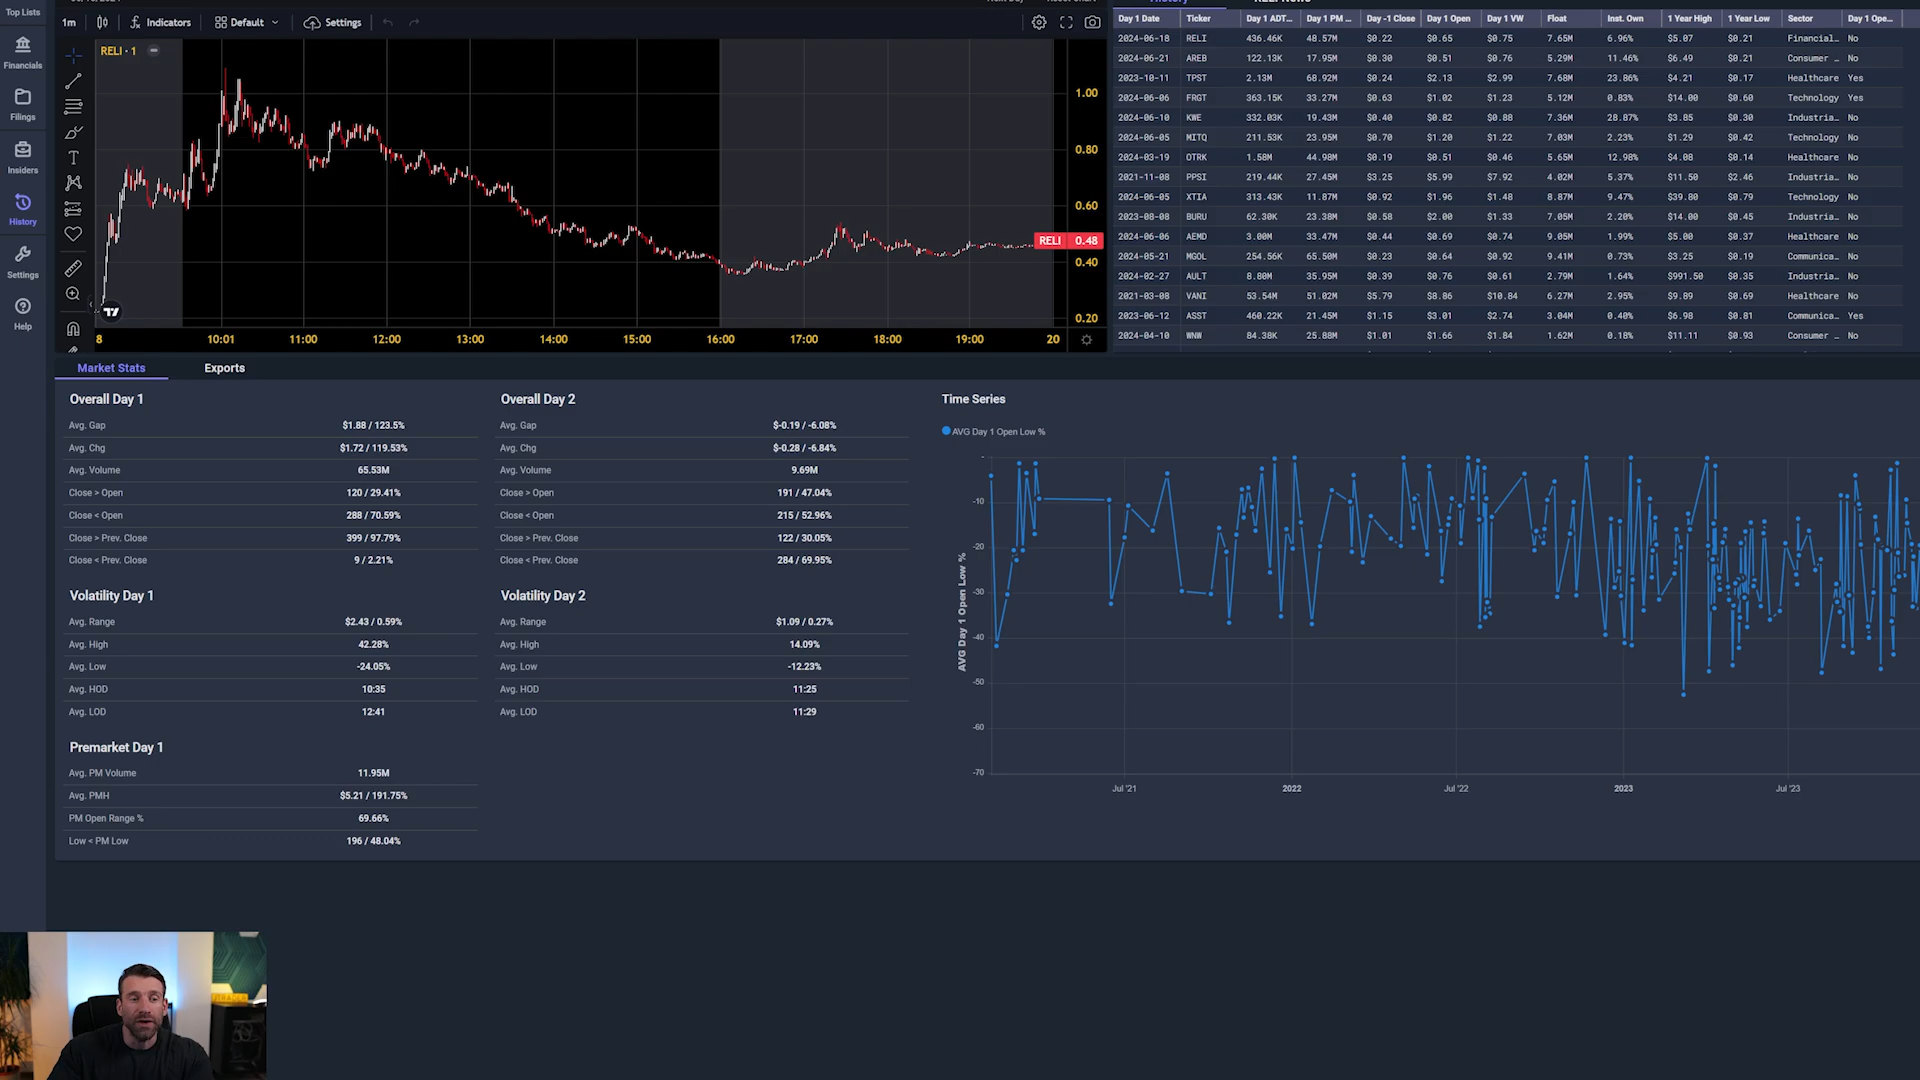 Top Lists
Financials
Filings
Insiders
History
Settings
Help
1m
Indicators
Default
Settings
RELI · 1
1.00
0.80
0.60
RELI 0.48
0.40
0.20
8 10:01 11:00 12:00 13:00 14:00 15:00 16:00 17:00 18:00 19:00 20
Day 1 Date Ticker Day 1 ADT... Day 1 PM ... Day -1 Close Day 1 Open Day 1 VW Float Inst. Own 1 Year High 1 Year Low Sector Day 1 Ope...
2024-06-18 RELI 436.46K 48.57M $0.22 $0.65 $0.75 7.65M 6.96% $5.07 $0.21 Financial… No
2024-06-21 AREB 122.13K 17.95M $0.30 $0.51 $0.76 5.29M 11.46% $6.49 $0.21 Consumer … No
2023-10-11 TPST 2.13M 68.92M $0.24 $2.13 $2.99 7.68M 23.86% $4.21 $0.17 Healthcare Yes
2024-06-06 FRGT 363.15K 33.27M $0.63 $1.02 $1.23 5.12M 0.83% $14.00 $0.60 Technology Yes
2024-06-10 KWE 332.03K 19.43M $0.40 $0.82 $0.88 7.36M 28.87% $3.85 $0.30 Industria… No
2024-06-05 MITQ 211.53K 23.95M $0.70 $1.20 $1.22 7.03M 2.23% $1.29 $0.42 Technology No
2024-03-19 OTRK 1.58M 44.98M $0.19 $0.51 $0.46 5.65M 12.98% $4.08 $0.14 Healthcare No
2021-11-08 PPSI 219.44K 27.45M $3.25 $5.99 $7.92 4.02M 5.37% $11.50 $2.46 Industria… No
2024-06-05 XTIA 313.43K 11.87M $0.92 $1.96 $1.48 8.87M 9.47% $39.80 $0.79 Technology No
2023-08-08 BURU 62.30K 23.38M $0.58 $2.00 $1.33 7.05M 2.20% $14.00 $0.45 Industria… No
2024-06-06 AEMD 3.00M 33.47M $0.44 $0.69 $0.74 9.05M 1.99% $5.00 $0.37 Healthcare No
2024-05-21 MGOL 254.56K 65.50M $0.23 $0.64 $0.92 9.41M 0.73% $3.25 $0.19 Communica… No
2024-02-27 AULT 8.80M 35.95M $0.39 $0.76 $0.61 2.79M 1.64% $991.50 $0.35 Industria… No
2021-03-08 VANI 53.54M 51.02M $5.79 $8.86 $10.84 6.27M 2.95% $9.89 $0.69 Healthcare No
2023-06-12 ASST 460.22K 21.45M $1.15 $3.01 $2.74 3.04M 0.40% $6.98 $0.81 Communica… Yes
2024-04-10 WNW 84.38K 25.88M $1.01 $1.66 $1.84 1.62M 0.18% $11.11 $0.93 Consumer … No
Market Stats Exports
Overall Day 1
Avg. Gap $1.88 / 123.5%
Avg. Chg $1.72 / 119.53%
Avg. Volume 65.53M
Close > Open 120 / 29.41%
Close < Open 288 / 70.59%
Close > Prev. Close 399 / 97.79%
Close < Prev. Close 9 / 2.21%
Volatility Day 1
Avg. Range $2.43 / 0.59%
Avg. High 42.28%
Avg. Low -24.05%
Avg. HOD 10:35
Avg. LOD 12:41
Premarket Day 1
Avg. PM Volume 11.95M
Avg. PMH $5.21 / 191.75%
PM Open Range % 69.66%
Low < PM Low 196 / 48.04%
Overall Day 2
Avg. Gap $-0.19 / -6.08%
Avg. Chg $-0.28 / -6.84%
Avg. Volume 9.69M
Close > Open 191 / 47.04%
Close < Open 215 / 52.96%
Close > Prev. Close 122 / 30.05%
Close < Prev. Close 284 / 69.95%
Volatility Day 2
Avg. Range $1.09 / 0.27%
Avg. High 14.09%
Avg. Low -12.23%
Avg. HOD 11:25
Avg. LOD 11:29
Time Series
AVG Day 1 Open Low %
AVG Day 1 Open Low %
-10
-20
-30
-40
-50
-60
-70
Jul '21 2022 Jul '22 2023 Jul '23